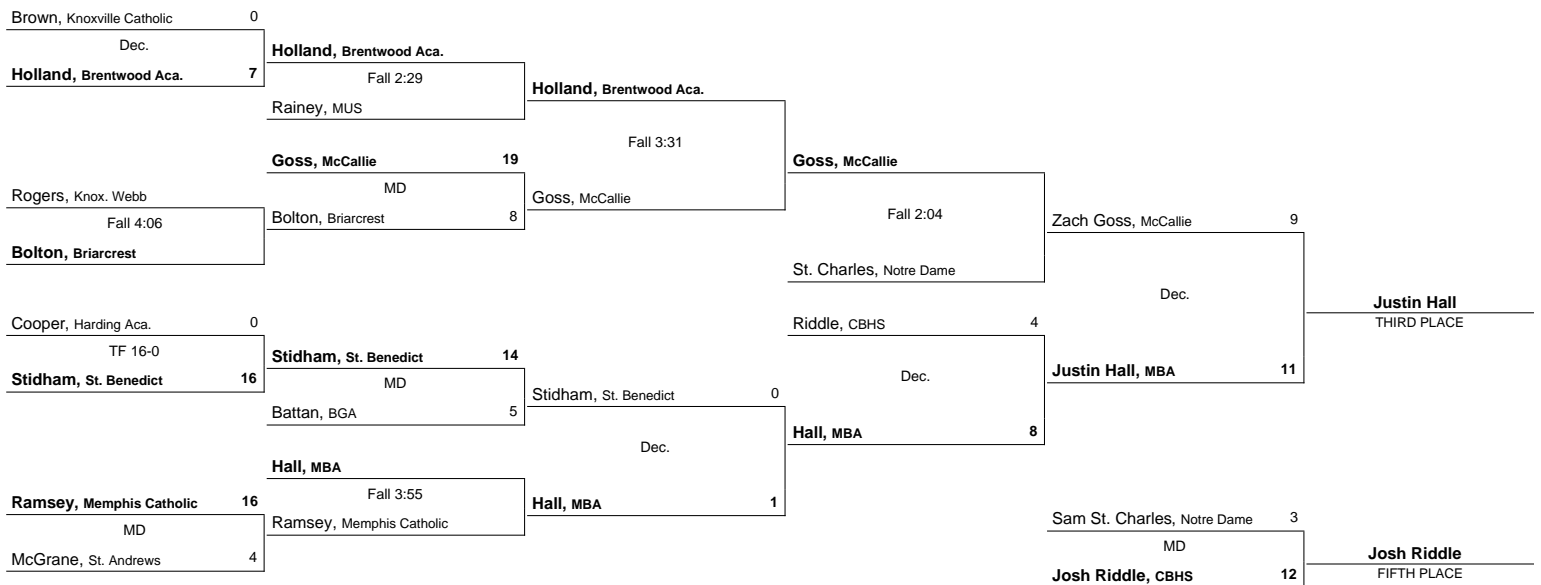 Brown, Knoxville Catholic 0
Dec.
Holland, Brentwood Aca. 7
Rogers, Knox. Webb
Fall 4:06
Bolton, Briarcrest
Cooper, Harding Aca. 0
TF 16-0
Stidham, St. Benedict 16
Ramsey, Memphis Catholic 16
MD
McGrane, St. Andrews 4
Holland, Brentwood Aca.
Fall 2:29
Rainey, MUS
Goss, McCallie 19
MD
Bolton, Briarcrest 8
Stidham, St. Benedict 14
MD
Battan, BGA 5
Hall, MBA
Fall 3:55
Ramsey, Memphis Catholic
Holland, Brentwood Aca.
Fall 3:31
Goss, McCallie
Stidham, St. Benedict 0
Dec.
Hall, MBA 1
Goss, McCallie
Fall 2:04
St. Charles, Notre Dame
Riddle, CBHS 4
Dec.
Hall, MBA 8
Zach Goss, McCallie 9
Dec.
Justin Hall, MBA 11
Justin Hall
THIRD PLACE
Sam St. Charles, Notre Dame 3
MD
Josh Riddle, CBHS 12
Josh Riddle
FIFTH PLACE